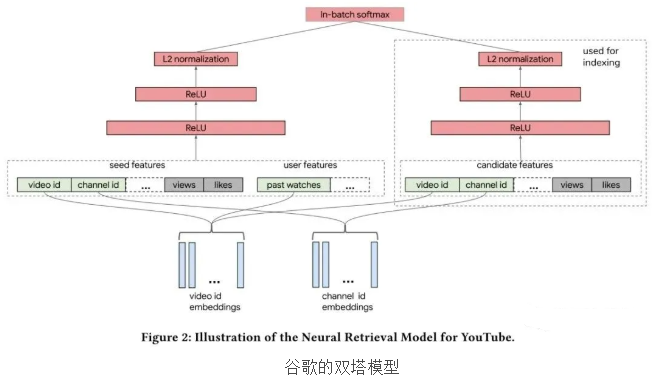 In-batch softmax
L2 normalization
L2 normalization
used for
indexing
ReLU
ReLU
ReLU
ReLU
seed features
user features
candidate features
video id channel id ... views likes
past watches ...
video id channel id ... views likes
...
...
video id
embeddings
channel id
embeddings
Figure 2: Illustration of the Neural Retrieval Model for YouTube.
谷歌的双塔模型